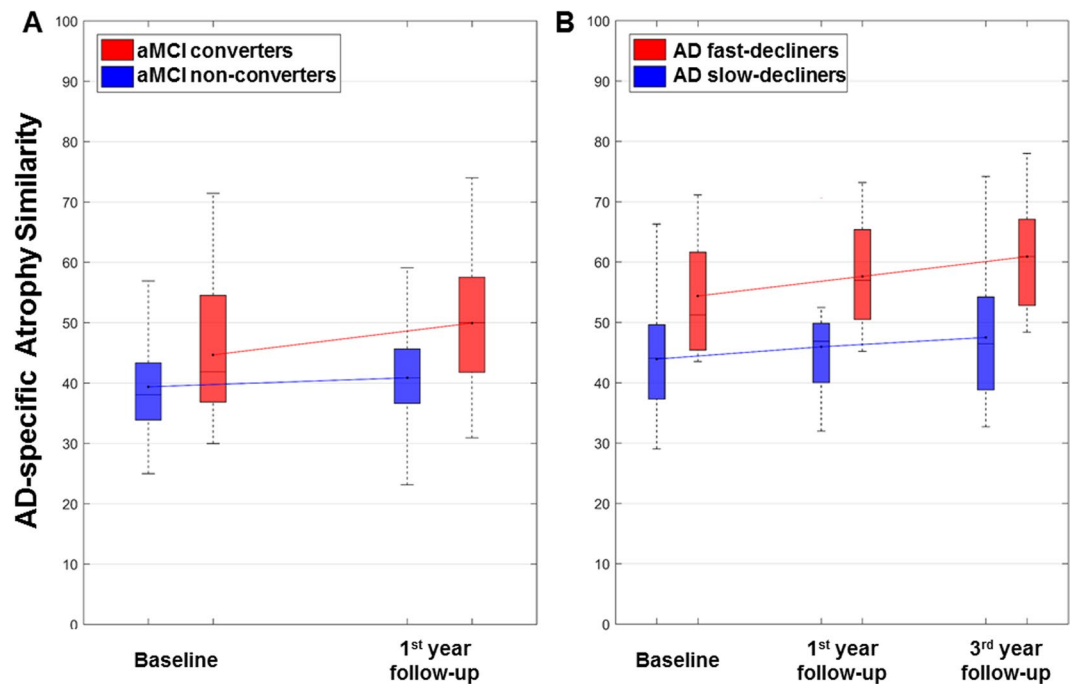 A
B
AD-specific Atrophy Similarity
aMCI converters
aMCI non-converters
100
90
80
70
60
50
40
30
20
10
0
Baseline
1st year
follow-up
AD fast-decliners
AD slow-decliners
100
90
80
70
60
50
40
30
20
10
0
Baseline
1st year
follow-up
3rd year
follow-up